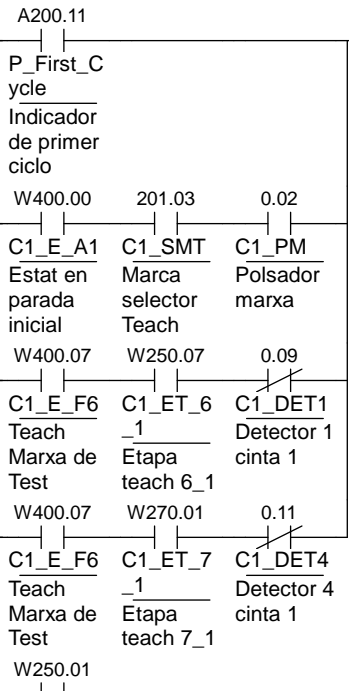 A200.11
P_First_C
ycle
Indicador
de primer
ciclo
W400.00 201.03 0.02
C1_E_A1 C1_SMT C1_PM
Estat en Marca Polsador
parada selector marxa
inicial Teach
W400.07 W250.07 0.09
C1_E_F6 C1_ET_6 C1_DET1
Teach _1 Detector 1
Marxa de Etapa cinta 1
Test teach 6_1
W400.07 W270.01 0.11
C1_E_F6 C1_ET_7 C1_DET4
Teach _1 Detector 4
Marxa de Etapa cinta 1
Test teach 7_1
W250.01